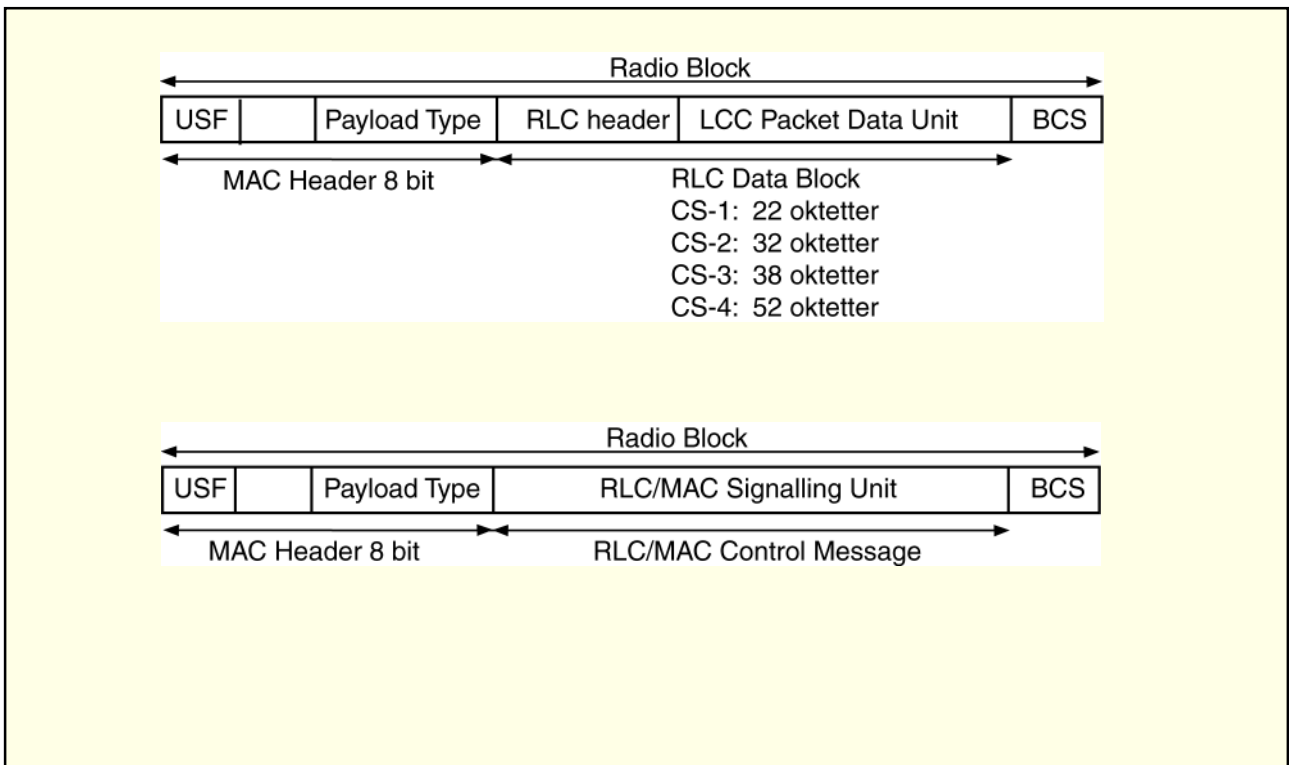 Radio Block
USF Payload Type RLC header LCC Packet Data Unit BCS
MAC Header 8 bit RLC Data Block
CS-1: 22 oktetter
CS-2: 32 oktetter
CS-3: 38 oktetter
CS-4: 52 oktetter
Radio Block
USF Payload Type RLC/MAC Signalling Unit BCS
MAC Header 8 bit RLC/MAC Control Message